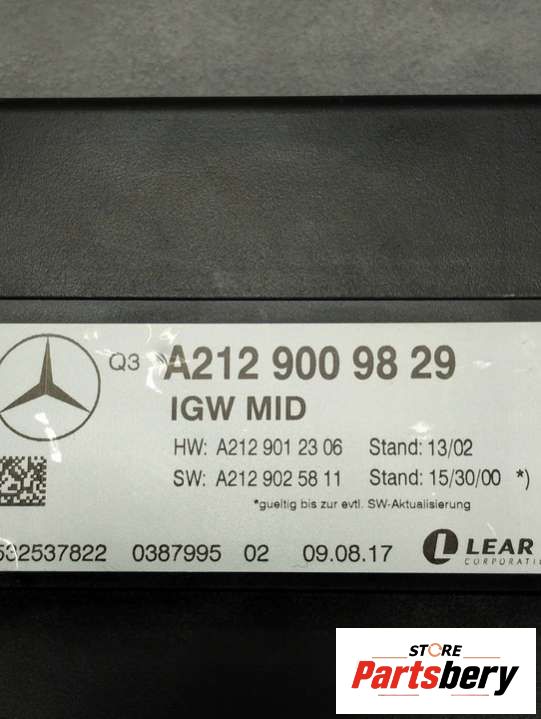 Q3 A212 900 98 29
IGW MID
HW: A212 901 23 06 Stand: 13/02
SW: A212 902 58 11 Stand: 15/30/00 *)
*gueltig bis zur evtl. SW-Aktualisierung
532537822 0387995 02 09.08.17 LEAR
CORPORATI
STORE
Partsbery